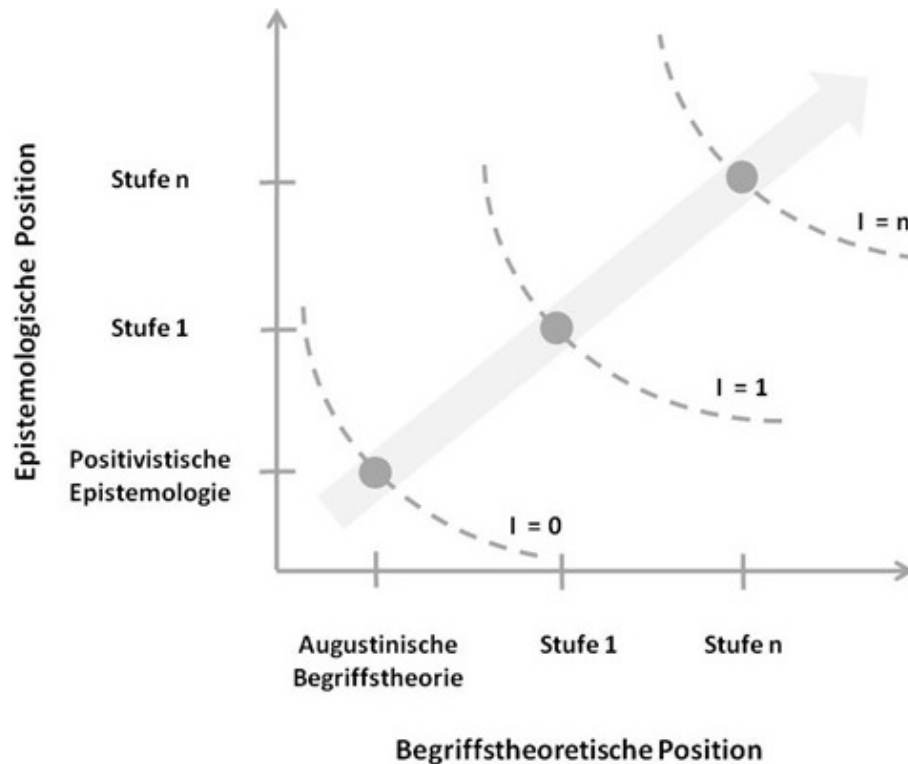 Epistemologische Position
Stufe n
Stufe 1
Positivistische
Epistemologie
I = n
I = 1
I = 0
Augustinische
Begriffstheorie
Stufe 1
Stufe n
Begriffstheoretische Position